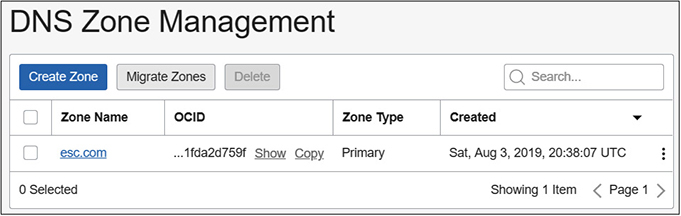 DNS Zone Management
Create Zone Migrate Zones Delete Search...
Zone Name OCID Zone Type Created
esc.com ...1fda2d759f Show Copy Primary Sat, Aug 3, 2019, 20:38:07 UTC
0 Selected Showing 1 Item Page 1